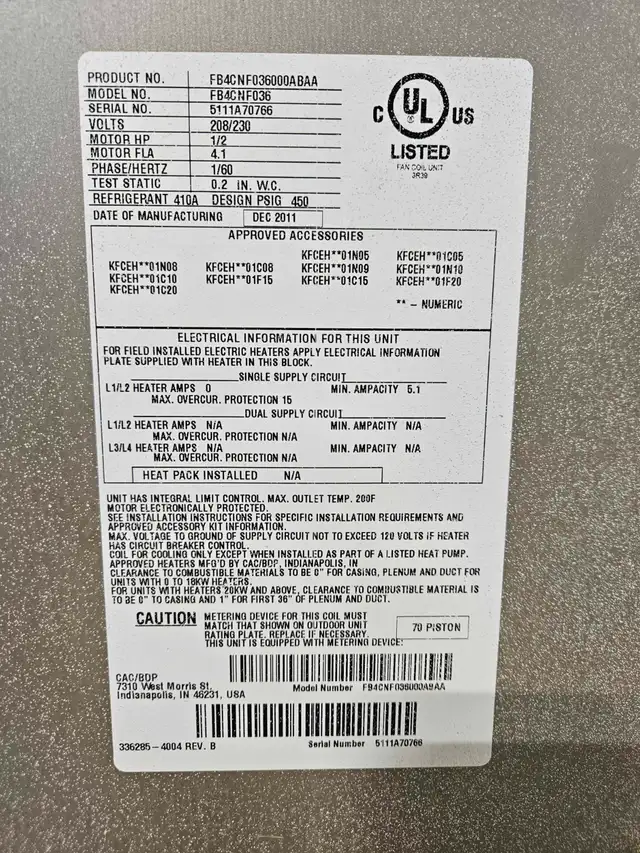 PRODUCT NO. FB4CNF036000ABAA
MODEL NO. FB4CNF036
SERIAL NO. 5111A70766
VOLTS 208/230
MOTOR HP 1/2
MOTOR FLA 4.1
PHASE/HERTZ 1/60
TEST STATIC 0.2 IN. W.C.
REFRIGERANT 410A DESIGN PSIG 450
DATE OF MANUFACTURING DEC 2011
C UL US
®
LISTED
FAN COIL UNIT
3R39
APPROVED ACCESSORIES
KFCEH**01N05 KFCEH**01C05
KFCEH**01N08 KFCEH**01C08 KFCEH**01N09 KFCEH**01N10
KFCEH**01C10 KFCEH**01F15 KFCEH**01C15 KFCEH**01F20
KFCEH**01C20
** - NUMERIC
ELECTRICAL INFORMATION FOR THIS UNIT
FOR FIELD INSTALLED ELECTRIC HEATERS APPLY ELECTRICAL INFORMATION
PLATE SUPPLIED WITH HEATER IN THIS BLOCK.
SINGLE SUPPLY CIRCUIT
L1/L2 HEATER AMPS 0 MIN. AMPACITY 5.1
MAX. OVERCUR. PROTECTION 15
DUAL SUPPLY CIRCUIT
L1/L2 HEATER AMPS N/A MIN. AMPACITY N/A
MAX. OVERCUR. PROTECTION N/A
L3/L4 HEATER AMPS N/A MIN. AMPACITY N/A
MAX. OVERCUR. PROTECTION N/A
HEAT PACK INSTALLED N/A
UNIT HAS INTEGRAL LIMIT CONTROL. MAX. OUTLET TEMP. 200F
MOTOR ELECTRONICALLY PROTECTED.
SEE INSTALLATION INSTRUCTIONS FOR SPECIFIC INSTALLATION REQUIREMENTS AND
APPROVED ACCESSORY KIT INFORMATION.
MAX. VOLTAGE TO GROUND OF SUPPLY CIRCUIT NOT TO EXCEED 120 VOLTS IF HEATER
HAS CIRCUIT BREAKER CONTROL.
COIL FOR COOLING ONLY EXCEPT WHEN INSTALLED AS PART OF A LISTED HEAT PUMP.
APPROVED HEATERS MFG'D BY CAC/BDP, INDIANAPOLIS, IN
CLEARANCE TO COMBUSTIBLE MATERIALS TO BE 0" FOR CASING, PLENUM AND DUCT FOR
UNITS WITH 0 TO 18KW HEATERS.
FOR UNITS WITH HEATERS 20KW AND ABOVE, CLEARANCE TO COMBUSTIBLE MATERIAL IS
TO BE 0" TO CASING AND 1" FOR FIRST 36" OF PLENUM AND DUCT.
CAUTION METERING DEVICE FOR THIS COIL MUST
MATCH THAT SHOWN ON OUTDOOR UNIT
RATING PLATE. REPLACE IF NECESSARY.
THIS UNIT IS EQUIPPED WITH METERING DEVICE:
70 PISTON
CAC/BDP
7310 West Morris St.
Indianapolis, IN 46231, USA
Model Number FB4CNF036000ABAA
336285-4004 REV. B
Serial Number 5111A70766